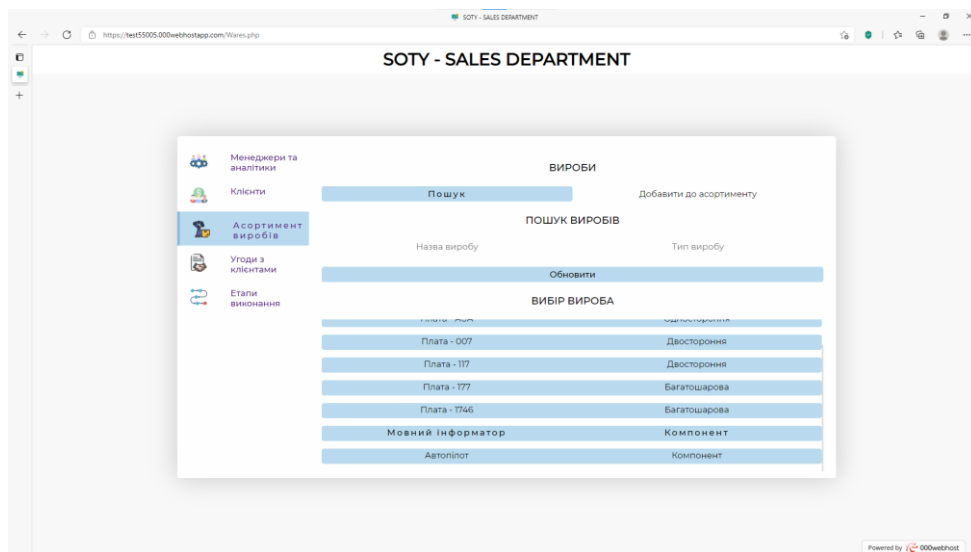 SOTY - SALES DEPARTMENT
https://test55005.000webhostapp.com/Wares.php
SOTY - SALES DEPARTMENT
Менеджери та
аналітики
Клієнти
Асортимент
виробів
Угоди з
клієнтами
Етапи
виконання
ВИРОБИ
Пошук Добавити до асортименту
ПОШУК ВИРОБІВ
Назва виробу Тип виробу
Обновити
ВИБІР ВИРОБА
Плата - 007 Двостороння
Плата - 117 Двостороння
Плата - 177 Багатошарова
Плата - 1746 Багатошарова
Мовний інформатор Компонент
Автопілот Компонент
Powered by 000webhost